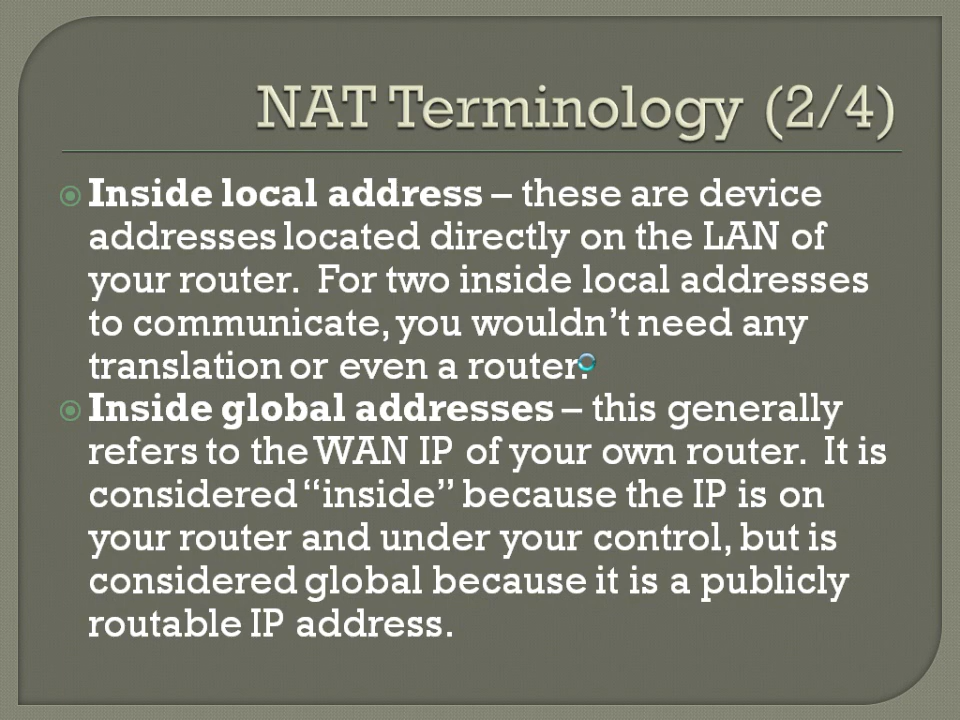 NAT Terminology (2/4)
Inside local address – these are device
addresses located directly on the LAN of
your router.  For two inside local addresses
to communicate, you wouldn’t need any
translation or even a router.
Inside global addresses – this generally
refers to the WAN IP of your own router.  It is
considered “inside” because the IP is on
your router and under your control, but is
considered global because it is a publicly
routable IP address.